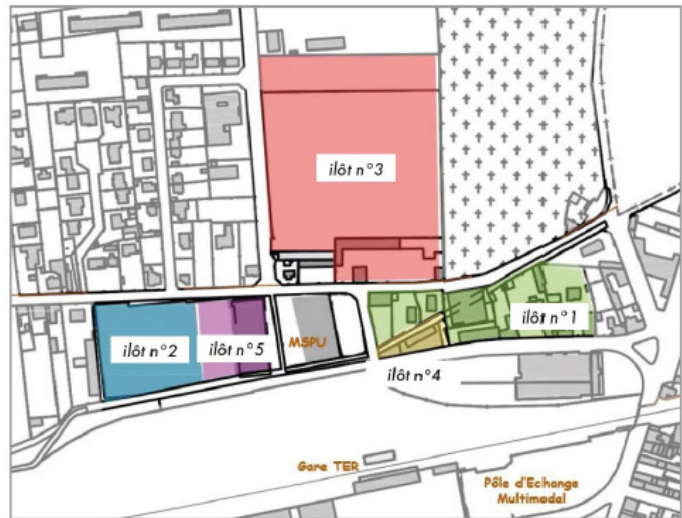 ilôt n°3
ilôt n°1
ilôt n°2
ilôt n°5
MSPU
ilôt n°4
Gare TER
Pôle d'Echange
Multimodal